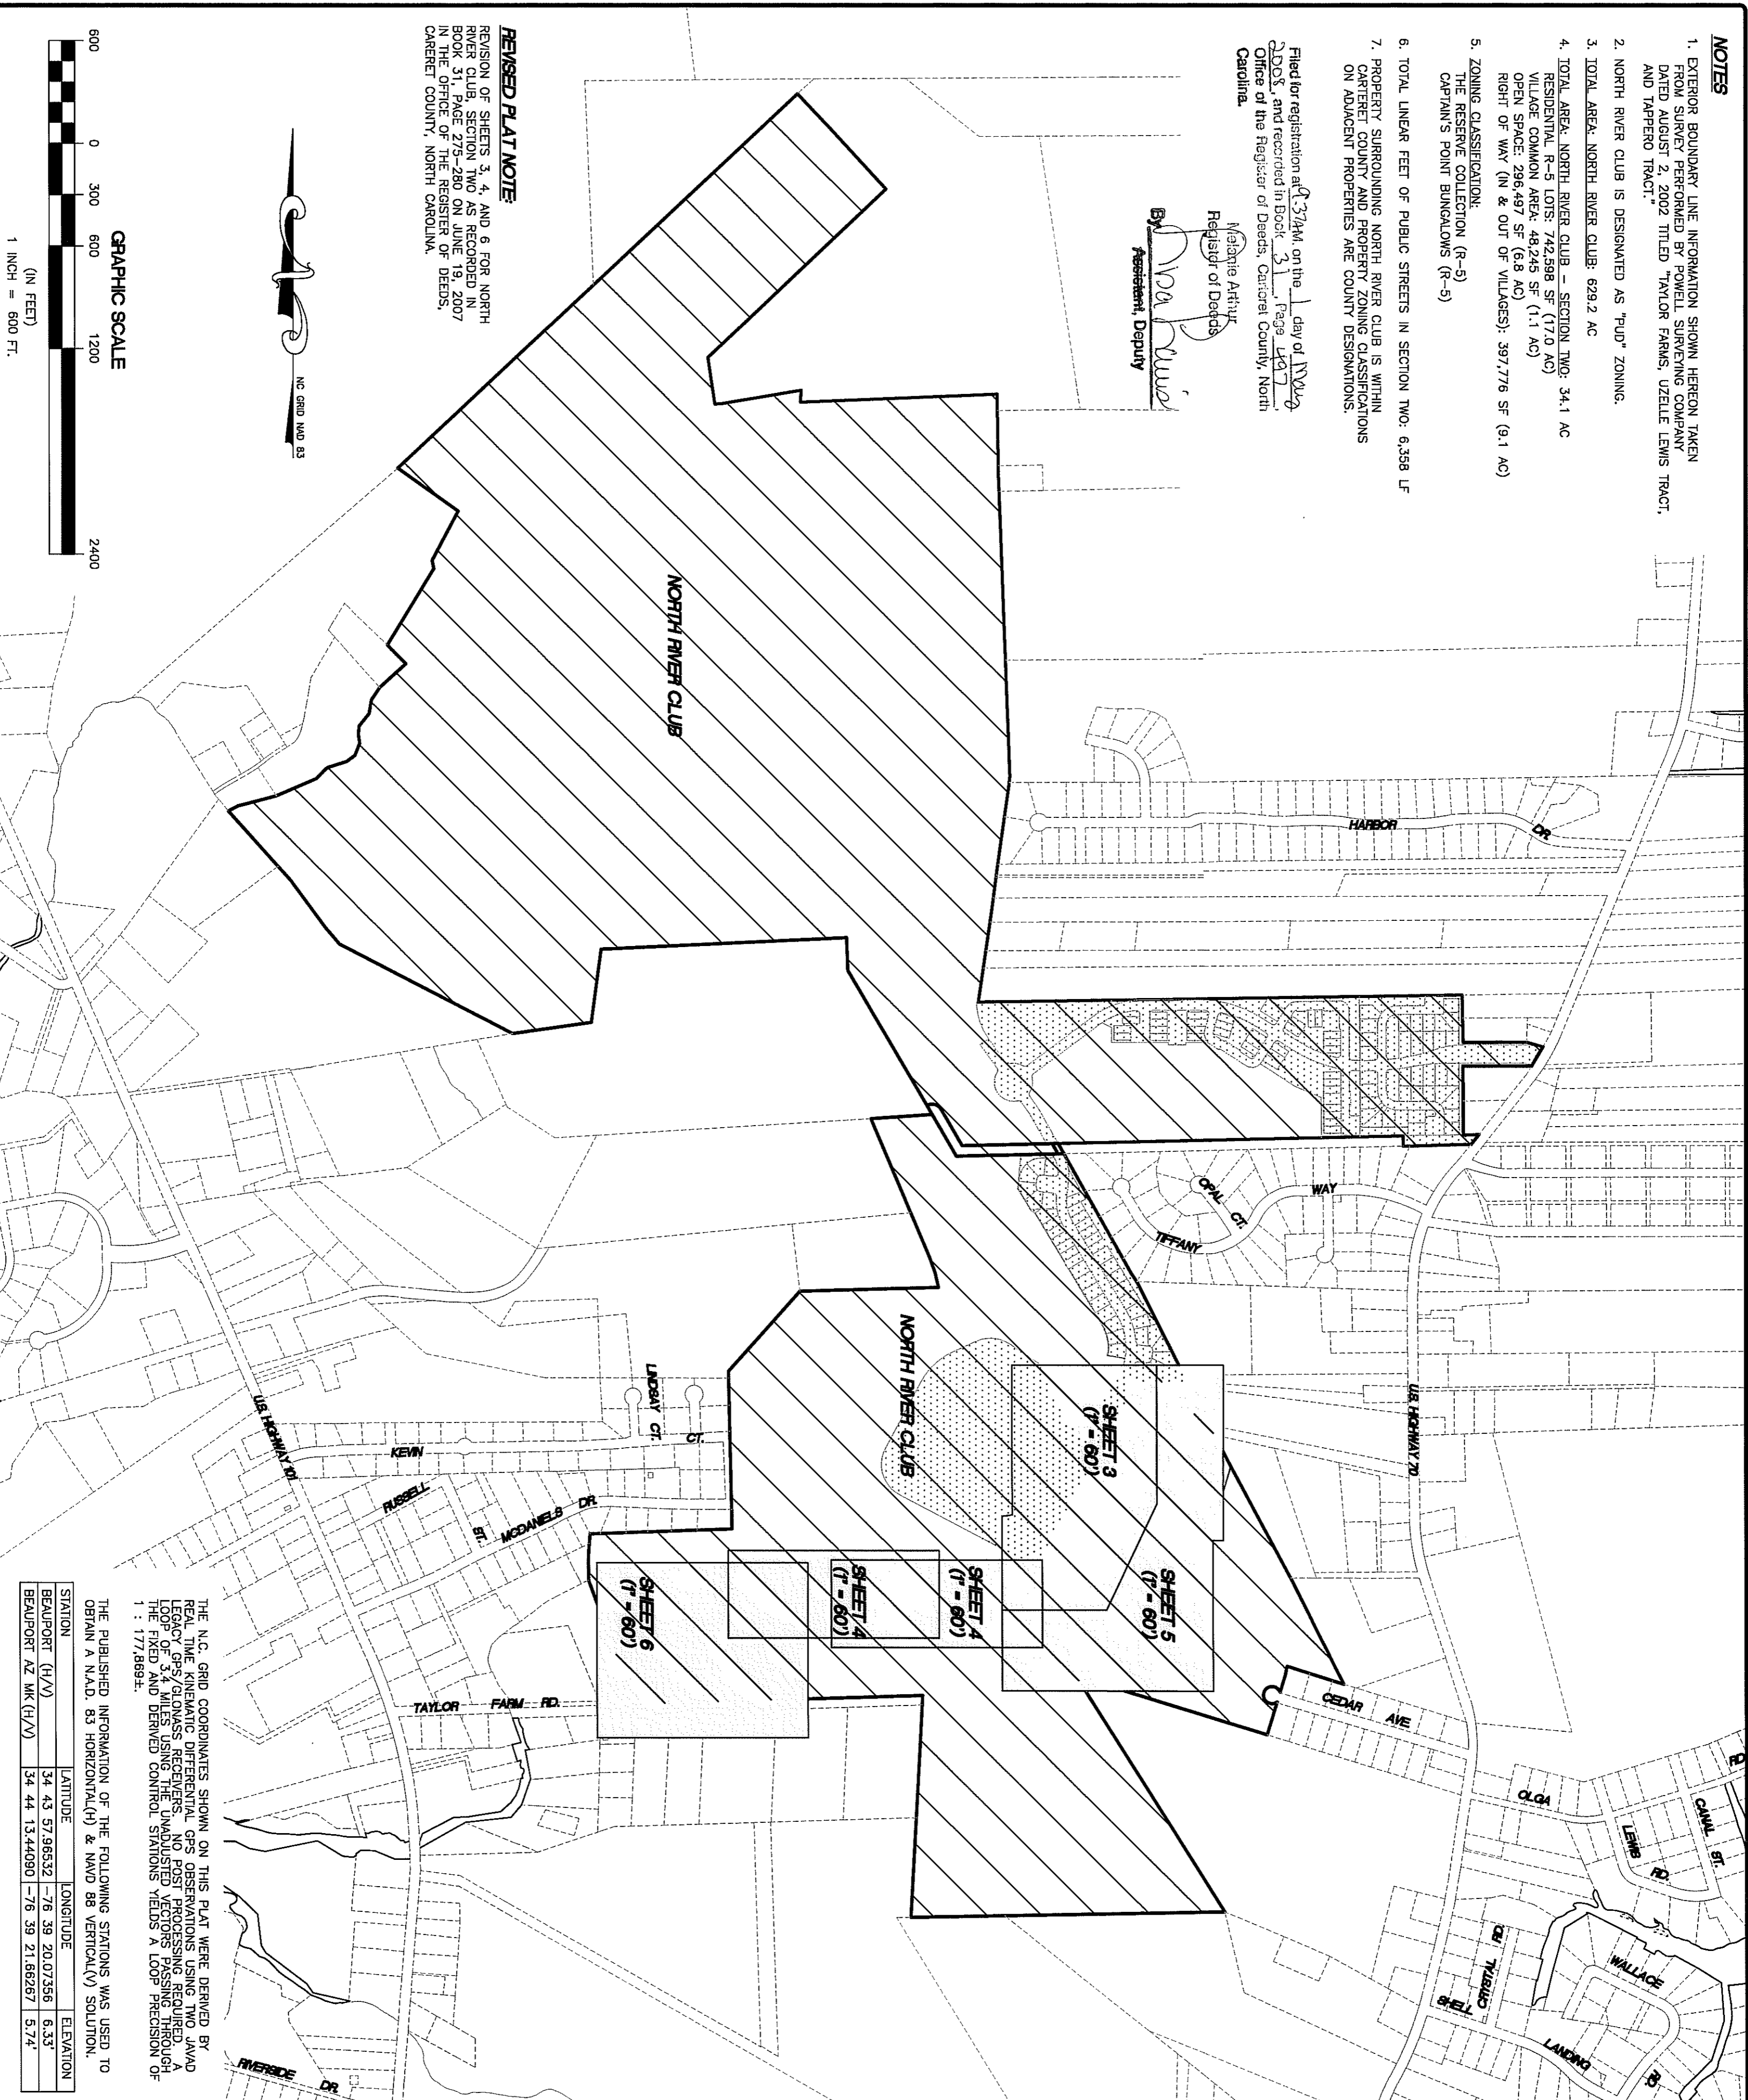 NOTES
1. EXTERIOR BOUNDARY LINE INFORMATION SHOWN HEREON TAKEN
FROM SURVEY PERFORMED BY POWELL SURVEYING COMPANY
DATED AUGUST 2, 2002 TITLED "TAYLOR FARMS, UZELLE LEWIS TRACT,
AND TAPPERO TRACT."
2. NORTH RIVER CLUB IS DESIGNATED AS "PUD" ZONING.
3. TOTAL AREA: NORTH RIVER CLUB: 629.2 AC
4. TOTAL AREA: NORTH RIVER CLUB - SECTION TWO: 34.1 AC
RESIDENTIAL R-5 LOTS: 742,598 SF (17.0 AC)
VILLAGE COMMON AREA: 48,245 SF (1.1 AC)
OPEN SPACE: 296,497 SF (6.8 AC)
RIGHT OF WAY (IN & OUT OF VILLAGES): 397,776 SF (9.1 AC)
5. ZONING CLASSIFICATION:
THE RESERVE COLLECTION (R-5)
CAPTAIN'S POINT BUNGALOWS (R-5)
6. TOTAL LINEAR FEET OF PUBLIC STREETS IN SECTION TWO: 6,358 LF
7. PROPERTY SURROUNDING NORTH RIVER CLUB IS WITHIN
CARTERET COUNTY AND PROPERTY ZONING CLASSIFICATIONS
ON ADJACENT PROPERTIES ARE COUNTY DESIGNATIONS.
Filed for registration at 9:37AM. on the 1 day of May
2008, and recorded in Book 31, Page 497,
Office of the Register of Deeds, Carteret County, North
Carolina.
Melanie Arthur
Register of Deeds
By
Assistant, Deputy
REVISED PLAT NOTE:
REVISION OF SHEETS 3, 4, AND 6 FOR NORTH
RIVER CLUB, SECTION TWO AS RECORDED IN
BOOK 31, PAGE 275-280 ON JUNE 19, 2007
IN THE OFFICE OF THE REGISTER OF DEEDS,
CARERET COUNTY, NORTH CAROLINA.
NC GRID NAD 83
GRAPHIC SCALE
600 0 300 600 1200 2400
(IN FEET)
1 INCH = 600 FT.
NORTH RIVER CLUB
HARBOR DR.
OPAL CT.
TIFFANY WAY
U.S. HIGHWAY 70
NORTH RIVER CLUB
SHEET 3
(1" = 60')
SHEET 5
(1" = 60')
SHEET 4
(1" = 60')
SHEET 4
(1" = 60')
SHEET 6
(1" = 60')
LINDSAY CT.
CT.
KEVIN
RUSSELL ST.
MCDANIELS DR.
U.S. HIGHWAY 101
TAYLOR FARM RD.
CEDAR AVE
OLGA
RD.
CANAL ST.
LEWIS RD.
CRYSTAL RD.
WALLACE
SHELL LANDING RD.
RIVERSIDE DR.
THE N.C. GRID COORDINATES SHOWN ON THIS PLAT WERE DERIVED BY
REAL TIME KINEMATIC DIFFERENTIAL GPS OBSERVATIONS USING TWO JAVAD
LEGACY GPS/GLONASS RECEIVERS. NO POST PROCESSING REQUIRED. A
LOOP OF 3.4 MILES USING THE UNADJUSTED VECTORS PASSING THROUGH
THE FIXED AND DERIVED CONTROL STATIONS YIELDS A LOOP PRECISION OF
1 : 177,869±.
THE PUBLISHED INFORMATION OF THE FOLLOWING STATIONS WAS USED TO
OBTAIN A N.A.D. 83 HORIZONTAL(H) & NAVD 88 VERTICAL(V) SOLUTION.
STATION LATITUDE LONGITUDE ELEVATION
BEAUPORT (H/V) 34 43 57.96532 -76 39 20.07356 6.33'
BEAUPORT AZ MK (H/V) 34 44 13.44090 -76 39 21.66267 5.74'